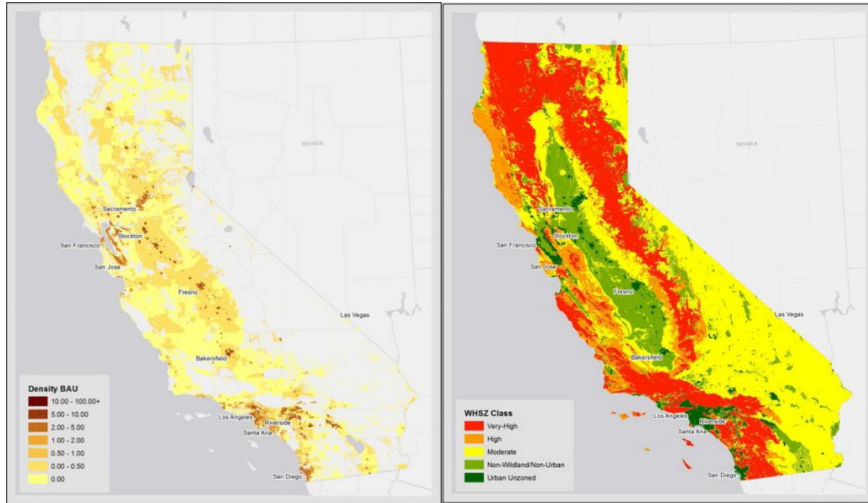 NEVADA
Sacramento
Stockton
San Francisco
San Jose
Fresno
Las Vegas
Bakersfield
Los Angeles
Riverside
Santa Ana
San Diego
Density BAU
10.00 - 100.00+
5.00 - 10.00
2.00 - 5.00
1.00 - 2.00
0.50 - 1.00
0.00 - 0.50
0.00
NEVADA
Sacramento
Stockton
San Francisco
San Jose
Fresno
Las Vegas
Bakersfield
Los Angeles
Riverside
Santa Ana
San Diego
WHSZ Class
Very-High
High
Moderate
Non-Wildland/Non-Urban
Urban Unzoned